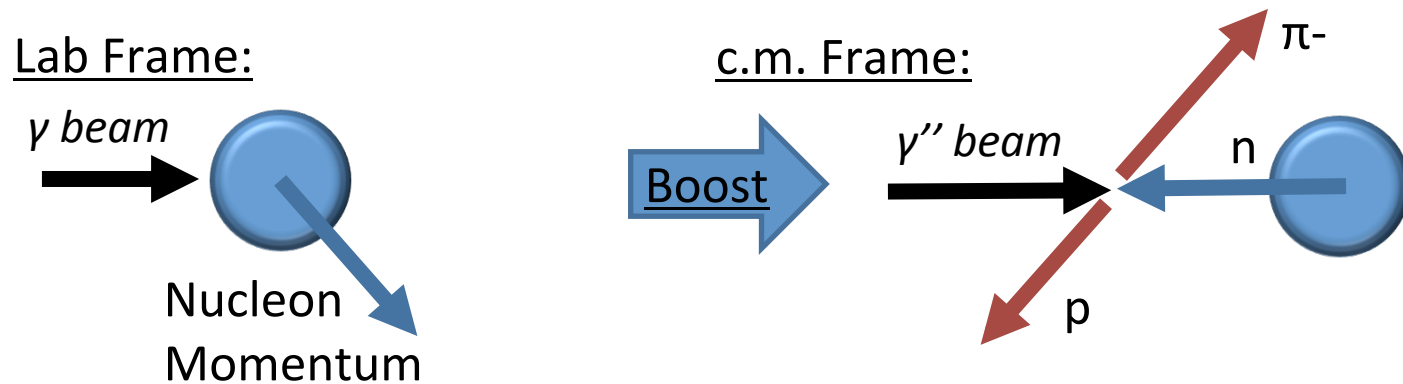 Lab Frame:
γ beam
Nucleon
Momentum
Boost
c.m. Frame:
γ’’ beam
π-
n
p